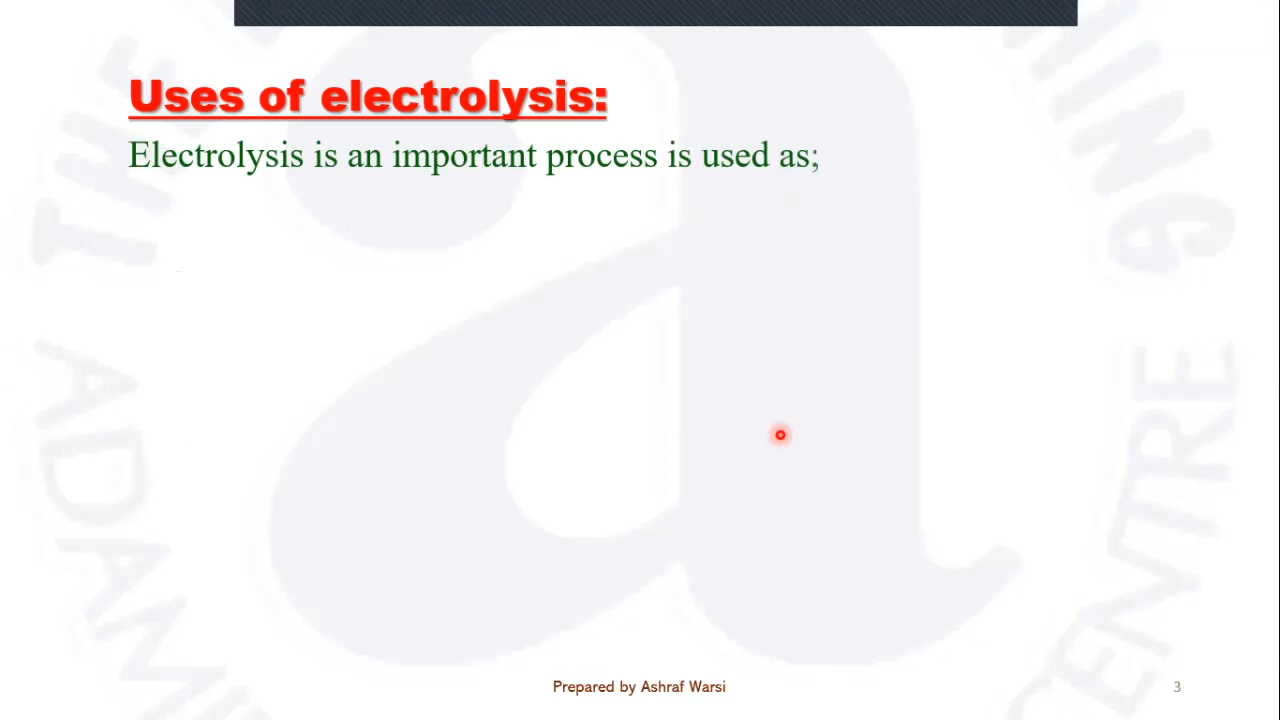 Uses of electrolysis:
Electrolysis is an important process is used as;
Prepared by Ashraf Warsi
3